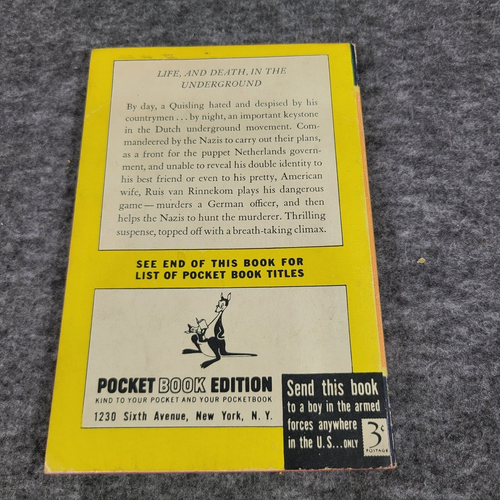 LIFE, AND DEATH, IN THE
UNDERGROUND
By day, a Quisling hated and despised by his
countrymen . . . by night, an important keystone
in the Dutch underground movement. Com-
mandeered by the Nazis to carry out their plans,
as a front for the puppet Netherlands govern-
ment, and unable to reveal his double identity to
his best friend or even to his pretty, American
wife, Ruis van Rinnekom plays his dangerous
game—murders a German officer, and then
helps the Nazis to hunt the murderer. Thrilling
suspense, topped off with a breath-taking climax.
SEE END OF THIS BOOK FOR
LIST OF POCKET BOOK TITLES
POCKET BOOK EDITION
KIND TO YOUR POCKET AND YOUR POCKETBOOK
1230 Sixth Avenue, New York, N. Y.
Send this book
to a boy in the armed
forces anywhere
in the U.S...ONLY 3¢
POSTAGE